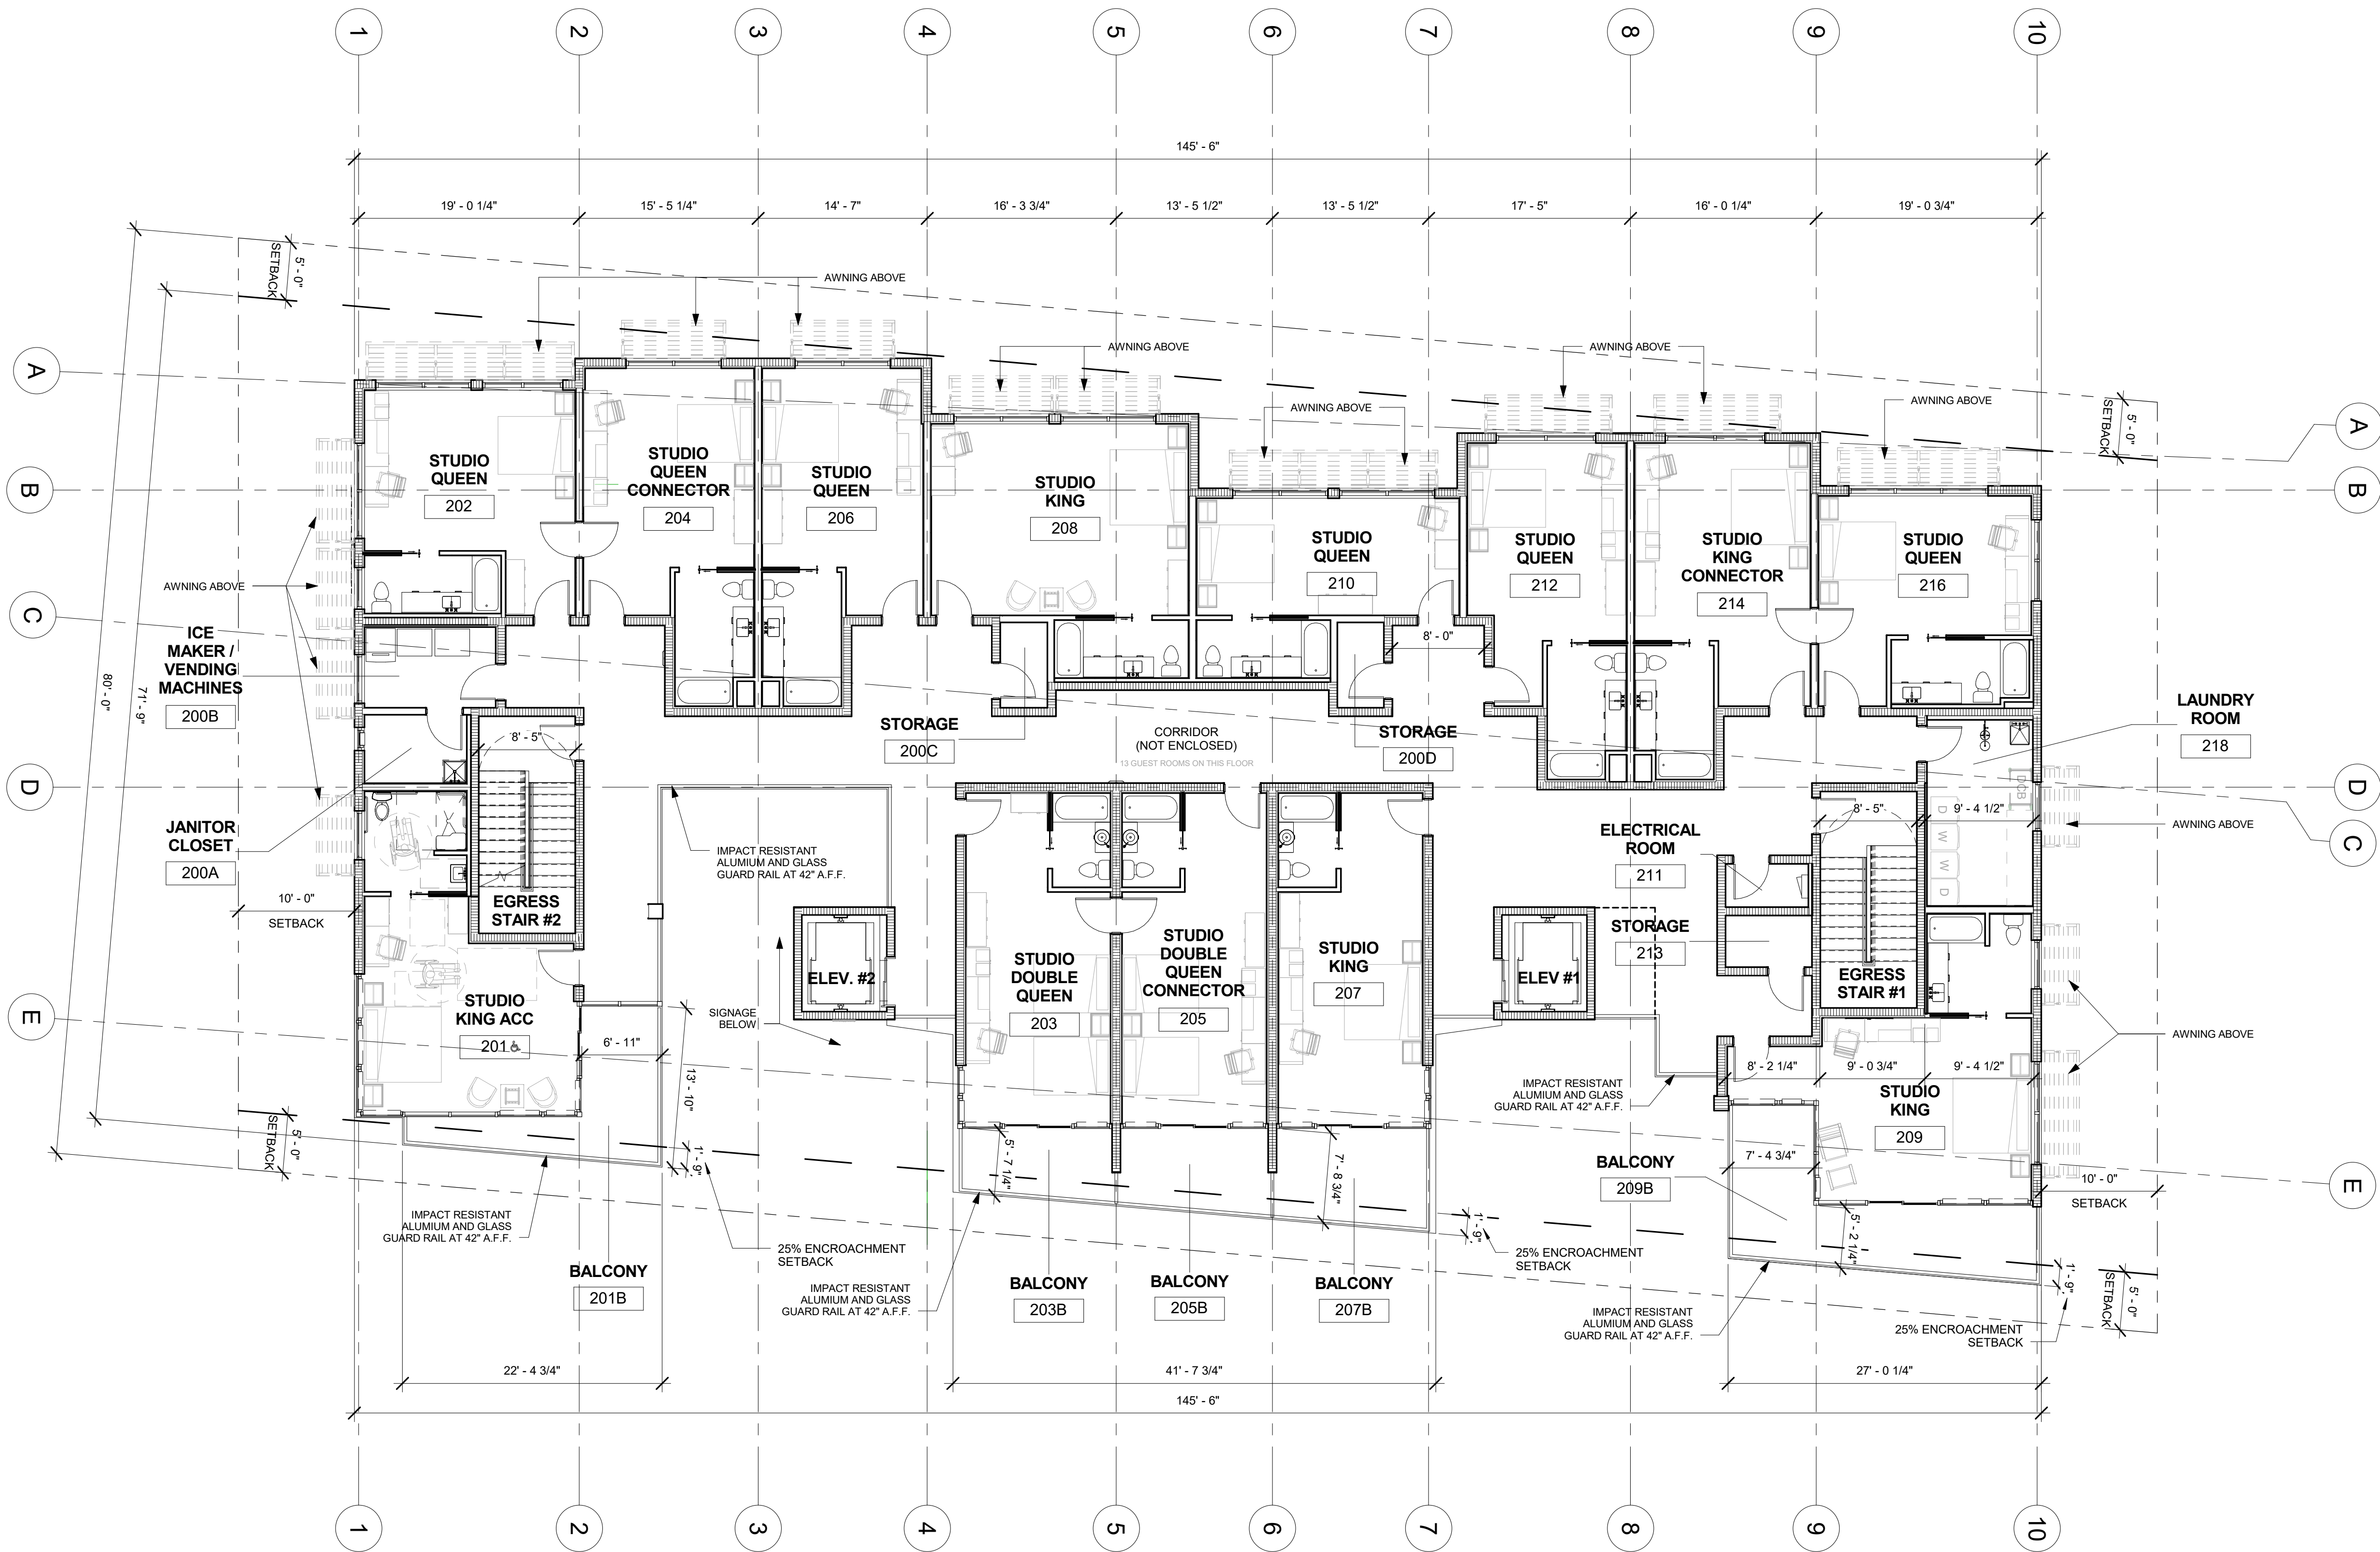 1
2
3
4
5
6
7
8
9
10
145' - 6"
19' - 0 1/4"
15' - 5 1/4"
14' - 7"
16' - 3 3/4"
13' - 5 1/2"
13' - 5 1/2"
17' - 5"
16' - 0 1/4"
19' - 0 3/4"
SETBACK
5' - 0"
AWNING ABOVE
AWNING ABOVE
AWNING ABOVE
AWNING ABOVE
AWNING ABOVE
SETBACK
5' - 0"
A
A
B
B
C
C
D
D
E
E
80' - 0"
71' - 9"
STUDIO
QUEEN
202
STUDIO
QUEEN
CONNECTOR
204
STUDIO
QUEEN
206
STUDIO
KING
208
STUDIO
QUEEN
210
STUDIO
QUEEN
212
STUDIO
KING
CONNECTOR
214
STUDIO
QUEEN
216
AWNING ABOVE
ICE
MAKER /
VENDING
MACHINES
200B
8' - 0"
LAUNDRY
ROOM
218
STORAGE
200C
CORRIDOR
(NOT ENCLOSED)
13 GUEST ROOMS ON THIS FLOOR
STORAGE
200D
8' - 5"
JANITOR
CLOSET
200A
10' - 0"
SETBACK
IMPACT RESISTANT
ALUMIUM AND GLASS
GUARD RAIL AT 42" A.F.F.
EGRESS
STAIR #2
ELECTRICAL
ROOM
211
8' - 5"
9' - 4 1/2"
DCB
D
W
W
D
AWNING ABOVE
STORAGE
213
EGRESS
STAIR #1
AWNING ABOVE
STUDIO
KING ACC
201
6' - 11"
13' - 10"
SIGNAGE
BELOW
ELEV. #2
STUDIO
DOUBLE
QUEEN
203
STUDIO
DOUBLE
QUEEN
CONNECTOR
205
STUDIO
KING
207
ELEV #1
8' - 2 1/4"
9' - 0 3/4"
9' - 4 1/2"
IMPACT RESISTANT
ALUMIUM AND GLASS
GUARD RAIL AT 42" A.F.F.
STUDIO
KING
209
7' - 4 3/4"
BALCONY
209B
10' - 0"
SETBACK
SETBACK
5' - 0"
1' - 9"
5' - 7 1/4"
7' - 8 3/4"
1' - 9"
5' - 2 1/4"
1' - 9"
SETBACK
5' - 0"
IMPACT RESISTANT
ALUMIUM AND GLASS
GUARD RAIL AT 42" A.F.F.
25% ENCROACHMENT
SETBACK
25% ENCROACHMENT
SETBACK
BALCONY
201B
IMPACT RESISTANT
ALUMIUM AND GLASS
GUARD RAIL AT 42" A.F.F.
BALCONY
203B
BALCONY
205B
BALCONY
207B
IMPACT RESISTANT
ALUMIUM AND GLASS
GUARD RAIL AT 42" A.F.F.
25% ENCROACHMENT
SETBACK
22' - 4 3/4"
41' - 7 3/4"
27' - 0 1/4"
145' - 6"
1
2
3
4
5
6
7
8
9
10